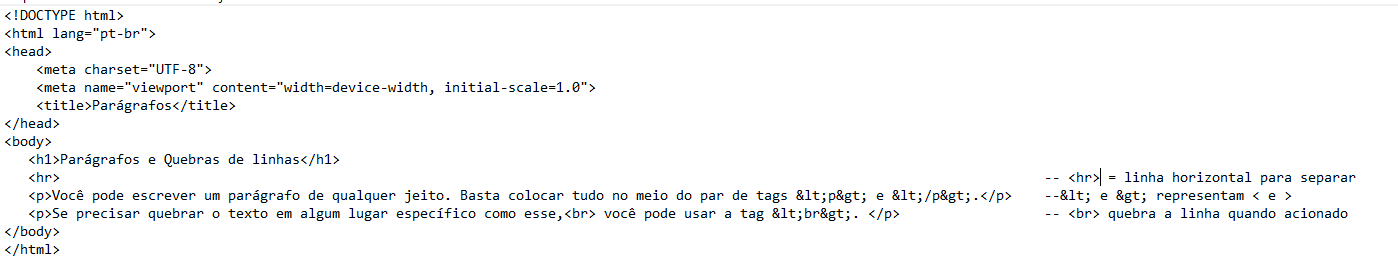 <!DOCTYPE html>
<html lang="pt-br">
<head>
    <meta charset="UTF-8">
    <meta name="viewport" content="width=device-width, initial-scale=1.0">
    <title>Parágrafos</title>
</head>
<body>
   <h1>Parágrafos e Quebras de linhas</h1>
   <hr> -- <hr> = linha horizontal para separar
   <p>Você pode escrever um parágrafo de qualquer jeito. Basta colocar tudo no meio do par de tags &lt;p&gt; e &lt;/p&gt;.</p> --&lt; e &gt; representam < e >
   <p>Se precisar quebrar o texto em algum lugar específico como esse,<br> você pode usar a tag &lt;br&gt;. </p> -- <br> quebra a linha quando acionado
</body>
</html>